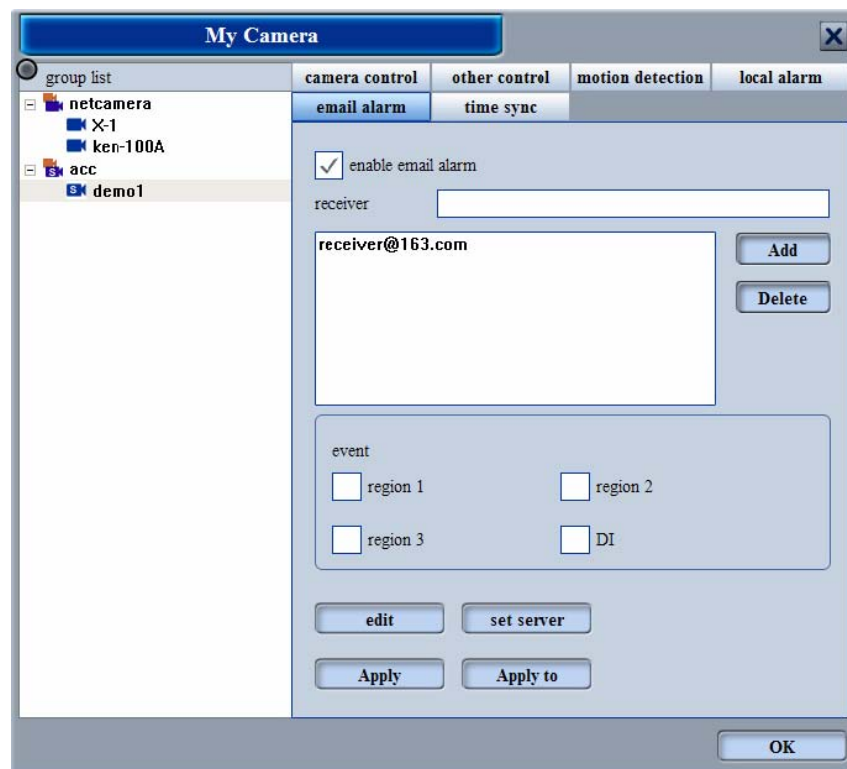 My Camera
group list
netcamera
X-1
ken-100A
acc
demo1
camera control
other control
motion detection
local alarm
email alarm
time sync
enable email alarm
receiver
receiver@163.com
Add
Delete
event
region 1
region 2
region 3
DI
edit
set server
Apply
Apply to
OK